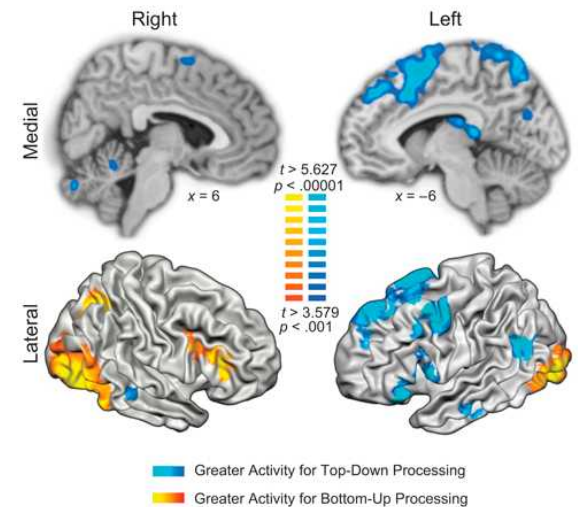 Right
Left
Medial
t > 5.627
p < .00001
x = 6
x = –6
t > 3.579
p < .001
Lateral
Greater Activity for Top-Down Processing
Greater Activity for Bottom-Up Processing